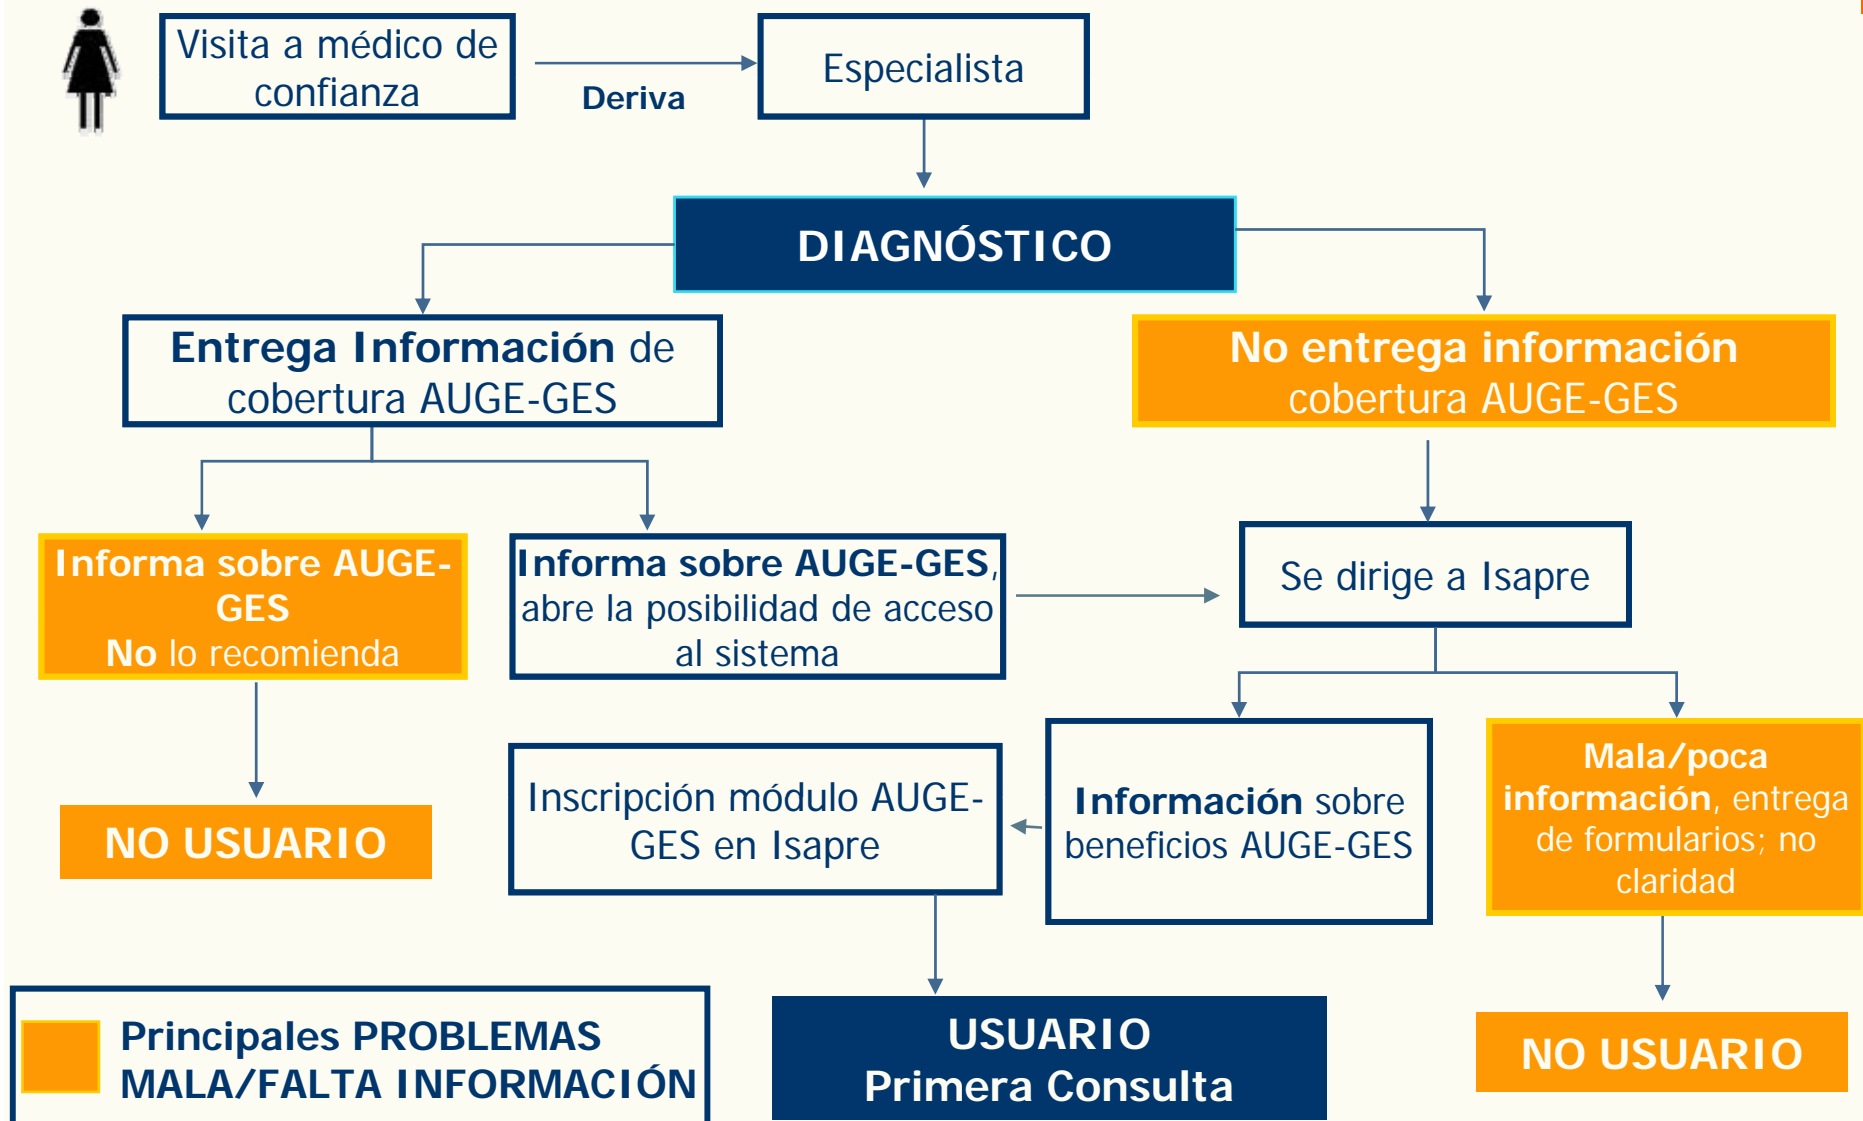 Visita a médico de
confianza
Deriva
Especialista
DIAGNÓSTICO
Entrega Información de
cobertura AUGE-GES
No entrega información
cobertura AUGE-GES
Informa sobre AUGE-
GES
No lo recomienda
Informa sobre AUGE-GES,
abre la posibilidad de acceso
al sistema
Se dirige a Isapre
NO USUARIO
Inscripción módulo AUGE-
GES en Isapre
Información sobre
beneficios AUGE-GES
Mala/poca
información, entrega
de formularios; no
claridad
Principales PROBLEMAS
MALA/FALTA INFORMACIÓN
USUARIO
Primera Consulta
NO USUARIO